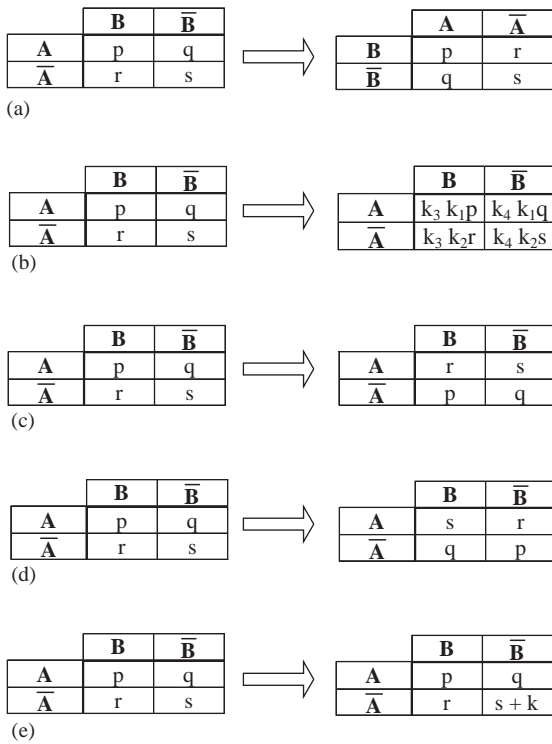 B B̅ A A̅
A p q B p r
A̅ r s B̅ q s
(a)
B B̅ B B̅
A p q A k₃ k₁p k₄ k₁q
A̅ r s A̅ k₃ k₂r k₄ k₂s
(b)
B B̅ B B̅
A p q A r s
A̅ r s A̅ p q
(c)
B B̅ B B̅
A p q A s r
A̅ r s A̅ q p
(d)
B B̅ B B̅
A p q A p q
A̅ r s A̅ r s + k
(e)